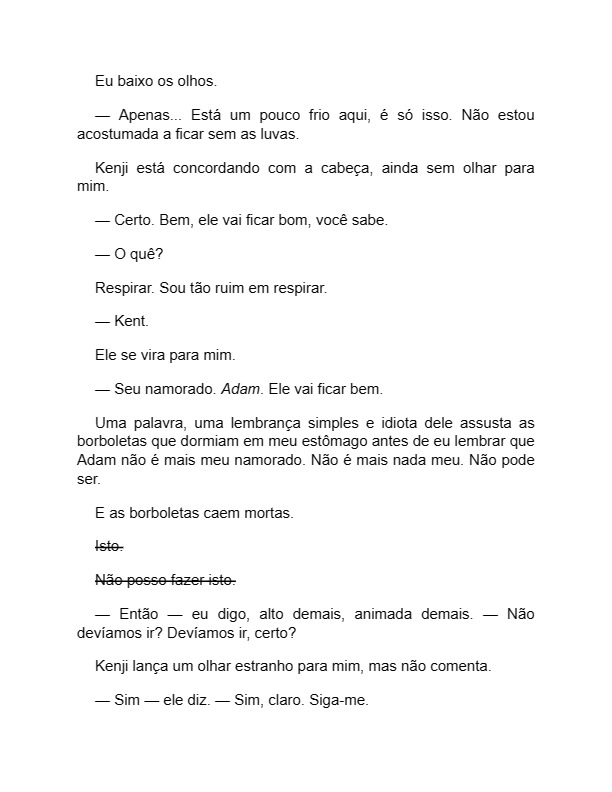 Eu baixo os olhos.
— Apenas... Está um pouco frio aqui, é só isso. Não estou
acostumada a ficar sem as luvas.
Kenji está concordando com a cabeça, ainda sem olhar para
mim.
— Certo. Bem, ele vai ficar bom, você sabe.
— O quê?
Respirar. Sou tão ruim em respirar.
— Kent.
Ele se vira para mim.
— Seu namorado. Adam. Ele vai ficar bem.
Uma palavra, uma lembrança simples e idiota dele assusta as
borboletas que dormiam em meu estômago antes de eu lembrar que
Adam não é mais meu namorado. Não é mais nada meu. Não pode
ser.
E as borboletas caem mortas.
Isto.
Não posso fazer isto.
— Então — eu digo, alto demais, animada demais. — Não
devíamos ir? Devíamos ir, certo?
Kenji lança um olhar estranho para mim, mas não comenta.
— Sim — ele diz. — Sim, claro. Siga-me.